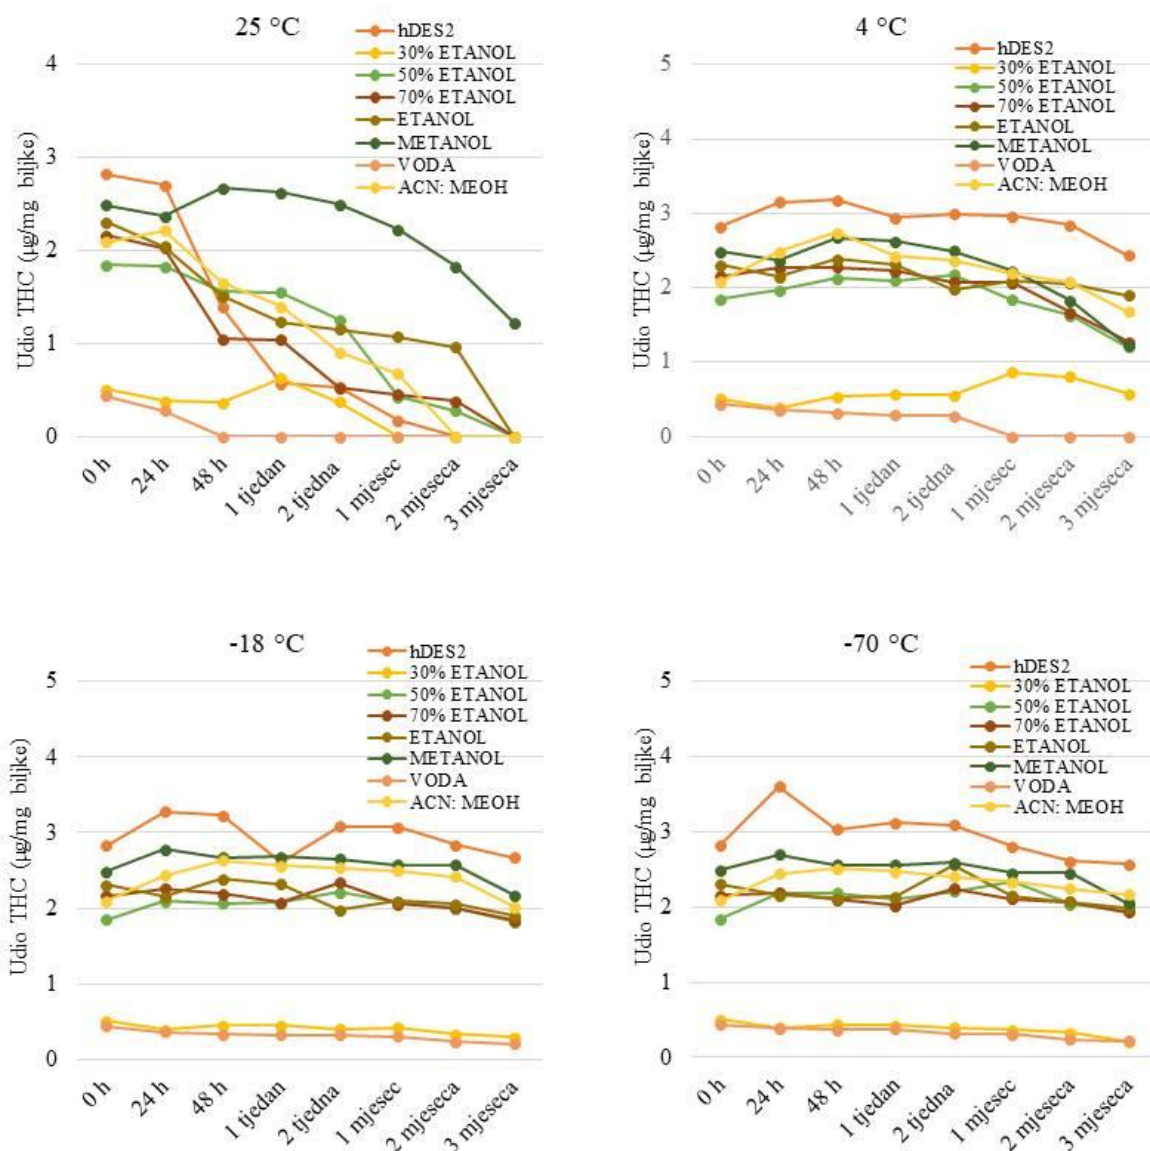 25 °C
hDES2
30% ETANOL
50% ETANOL
70% ETANOL
ETANOL
METANOL
VODA
ACN: MEOH
Udio THC (µg/mg biljke)
4
3
2
1
0
0 h
24 h
48 h
1 tjedan
2 tjedna
1 mjesec
2 mjeseca
3 mjeseca
4 °C
hDES2
30% ETANOL
50% ETANOL
70% ETANOL
ETANOL
METANOL
VODA
ACN: MEOH
Udio THC (µg/mg biljke)
5
4
3
2
1
0
0 h
24 h
48 h
1 tjedan
2 tjedna
1 mjesec
2 mjeseca
3 mjeseca
-18 °C
hDES2
30% ETANOL
50% ETANOL
70% ETANOL
ETANOL
METANOL
VODA
ACN: MEOH
Udio THC (µg/mg biljke)
5
4
3
2
1
0
0 h
24 h
48 h
1 tjedan
2 tjedna
1 mjesec
2 mjeseca
3 mjeseca
-70 °C
hDES2
30% ETANOL
50% ETANOL
70% ETANOL
ETANOL
METANOL
VODA
ACN: MEOH
Udio THC (µg/mg biljke)
5
4
3
2
1
0
0 h
24 h
48 h
1 tjedan
2 tjedna
1 mjesec
2 mjeseca
3 mjeseca